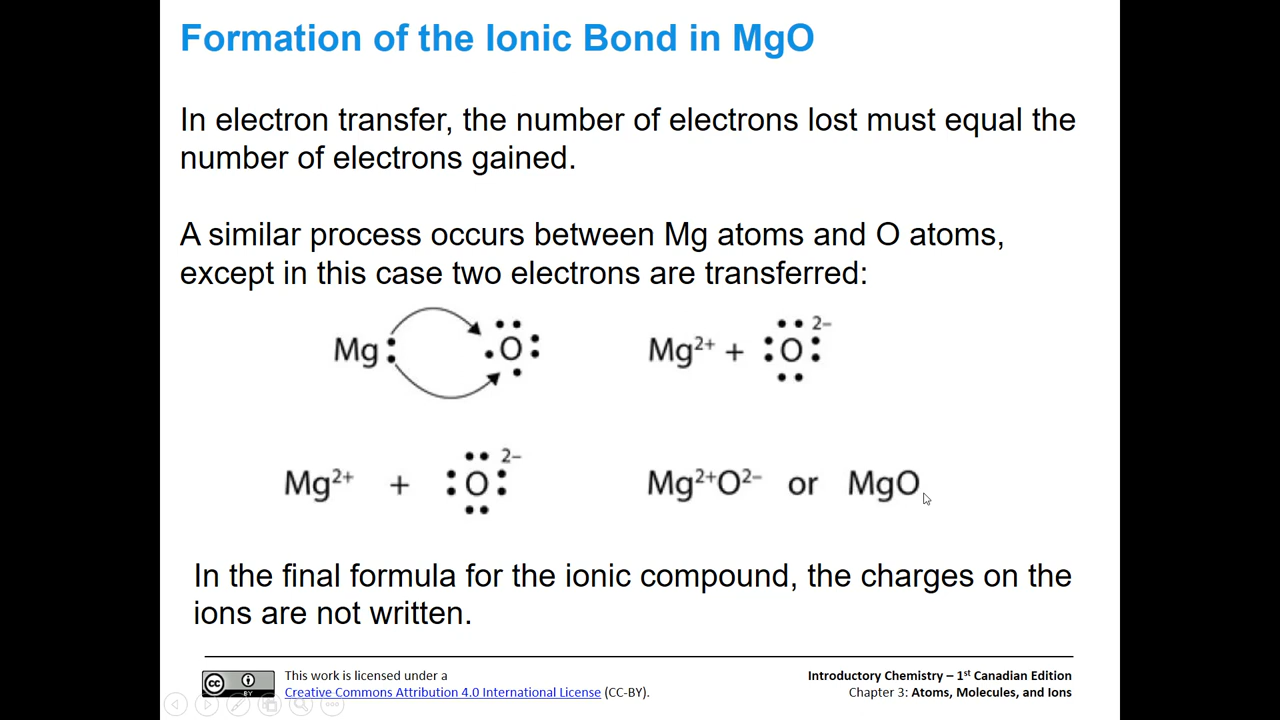 Formation of the Ionic Bond in MgO
In electron transfer, the number of electrons lost must equal the
number of electrons gained.
A similar process occurs between Mg atoms and O atoms,
except in this case two electrons are transferred:
Mg O Mg²⁺ + O ²⁻
Mg²⁺ + O ²⁻ Mg²⁺O²⁻ or MgO
In the final formula for the ionic compound, the charges on the
ions are not written.
cc BY
This work is licensed under a
Creative Commons Attribution 4.0 International License (CC-BY).
Introductory Chemistry – 1st Canadian Edition
Chapter 3: Atoms, Molecules, and Ions